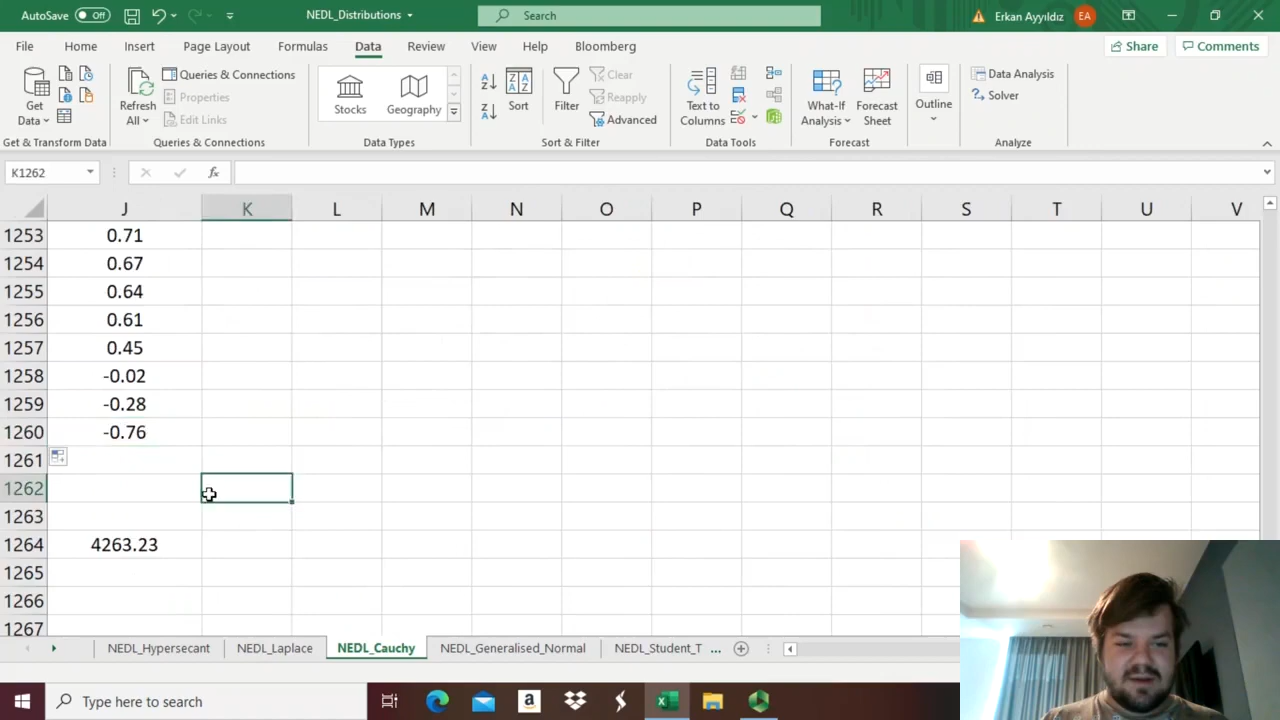 AutoSave Off NEDL_Distributions Search Erkan Ayyıldız EA
File Home Insert Page Layout Formulas Data Review View Help Bloomberg Share Comments
Get Data
Refresh All
Queries & Connections
Properties
Edit Links
Stocks
Geography
Sort
Filter
Clear
Reapply
Advanced
Text to Columns
What-If Analysis
Forecast Sheet
Outline
Data Analysis
Solver
Get & Transform Data Queries & Connections Data Types Sort & Filter Data Tools Forecast Analyze
K1262 fx
J K L M N O P Q R S T U V
1253 0.71
1254 0.67
1255 0.64
1256 0.61
1257 0.45
1258 -0.02
1259 -0.28
1260 -0.76
1261
1262
1263
1264 4263.23
1265
1266
1267
NEDL_Hypersecant NEDL_Laplace NEDL_Cauchy NEDL_Generalised_Normal NEDL_Student_T ...
Type here to search